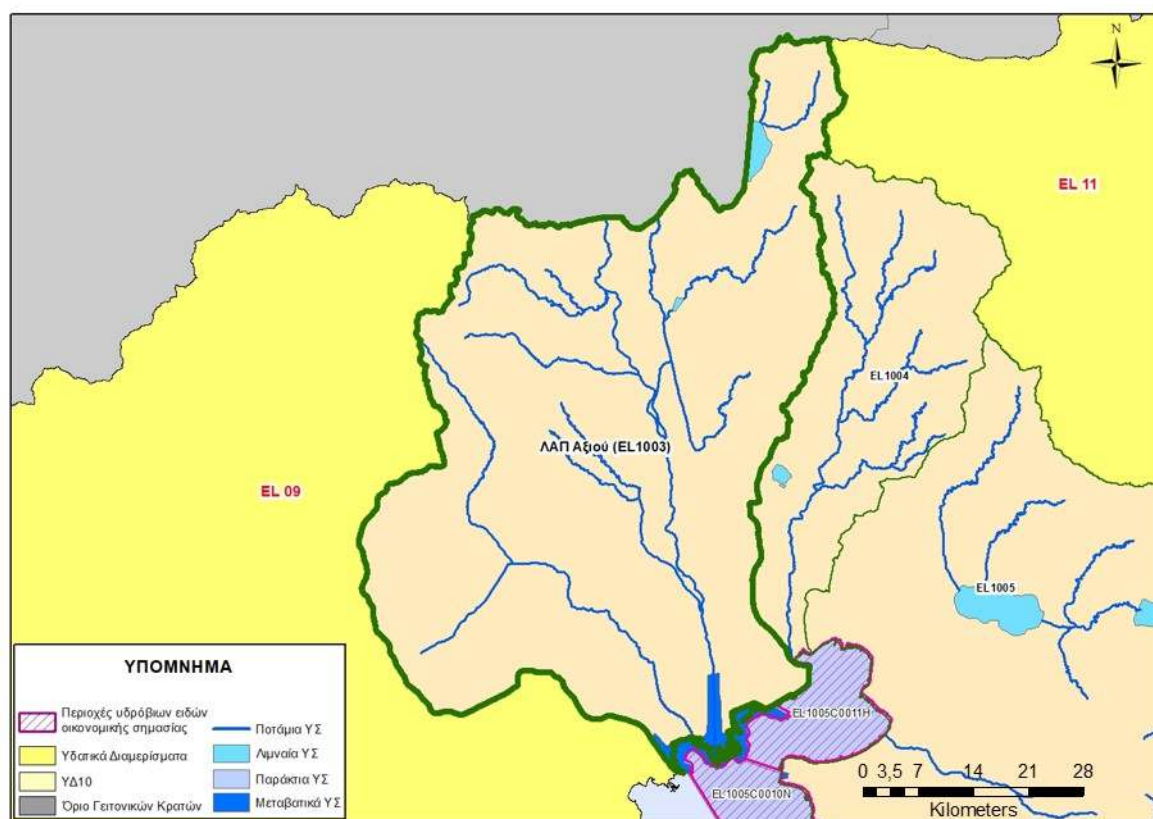 N
EL 11
EL1004
ΛΑΠ Αξιού (EL1003)
EL 09
EL1005
EL1005C0011H
EL1005C0010N
ΥΠΟΜΝΗΜΑ
Περιοχές υδρόβιων ειδών
οικονομικής σημασίας
Υδατικά Διαμερίσματα
ΥΔ10
Όριο Γειτονικών Κρατών
Ποτάμια ΥΣ
Λιμναία ΥΣ
Παράκτια ΥΣ
Μεταβατικά ΥΣ
0 3,5 7 14 21 28
Kilometers